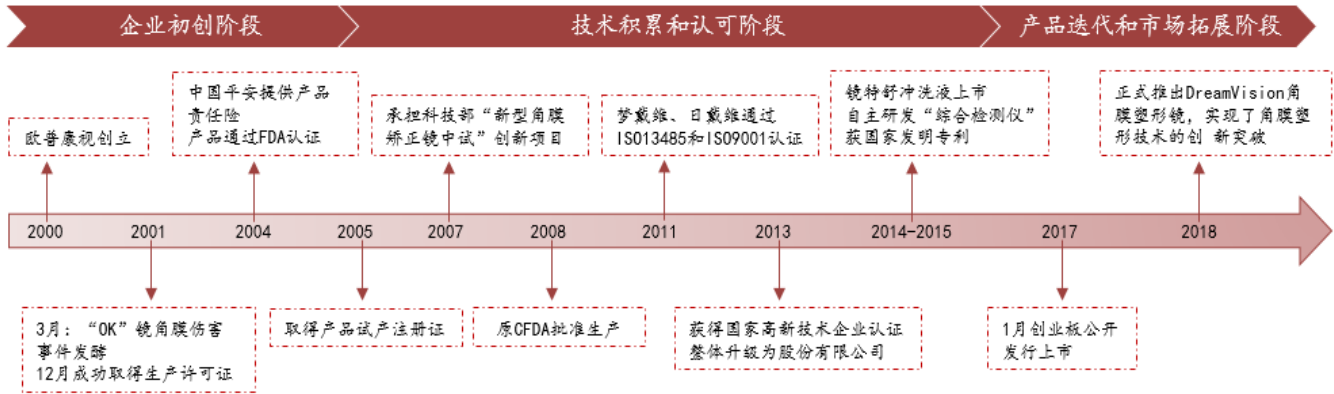 企业初创阶段
技术积累和认可阶段
产品迭代和市场拓展阶段
欧普康视创立
中国平安提供产品
责任险
产品通过FDA认证
承担科技部“新型角膜
矫正镜中试”创新项目
梦戴维、日戴维通过
ISO13485和ISO9001认证
镜特舒冲洗液上市
自主研发“综合检测仪”
获国家发明专利
正式推出DreamVision角
膜塑形镜，实现了角膜塑
形技术的创 新突破
2000
2001
2004
2005
2007
2008
2011
2013
2014-2015
2017
2018
3月：“OK”镜角膜伤害
事件发酵
12月成功取得生产许可证
取得产品试产注册证
原CFDA批准生产
获得国家高新技术企业认证
整体升级为股份有限公司
1月创业板公开
发行上市